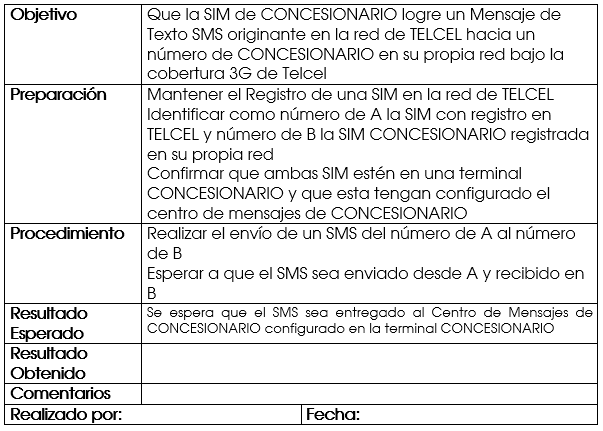 Objetivo
Que la SIM de CONCESIONARIO logre un Mensaje de
Texto SMS originante en la red de TELCEL hacia un
número de CONCESIONARIO en su propia red bajo la
cobertura 3G de Telcel
Preparación
Mantener el Registro de una SIM en la red de TELCEL
Identificar como número de A la SIM con registro en
TELCEL y número de B la SIM CONCESIONARIO registrada
en su propia red
Confirmar que ambas SIM estén en una terminal
CONCESIONARIO y que esta tengan configurado el
centro de mensajes de CONCESIONARIO
Procedimiento
Realizar el envío de un SMS del número de A al número
de B
Esperar a que el SMS sea enviado desde A y recibido en
B
Resultado
Esperado
Se espera que el SMS sea entregado al Centro de Mensajes de
CONCESIONARIO configurado en la terminal CONCESIONARIO
Resultado
Obtenido
Comentarios
Realizado por:
Fecha: